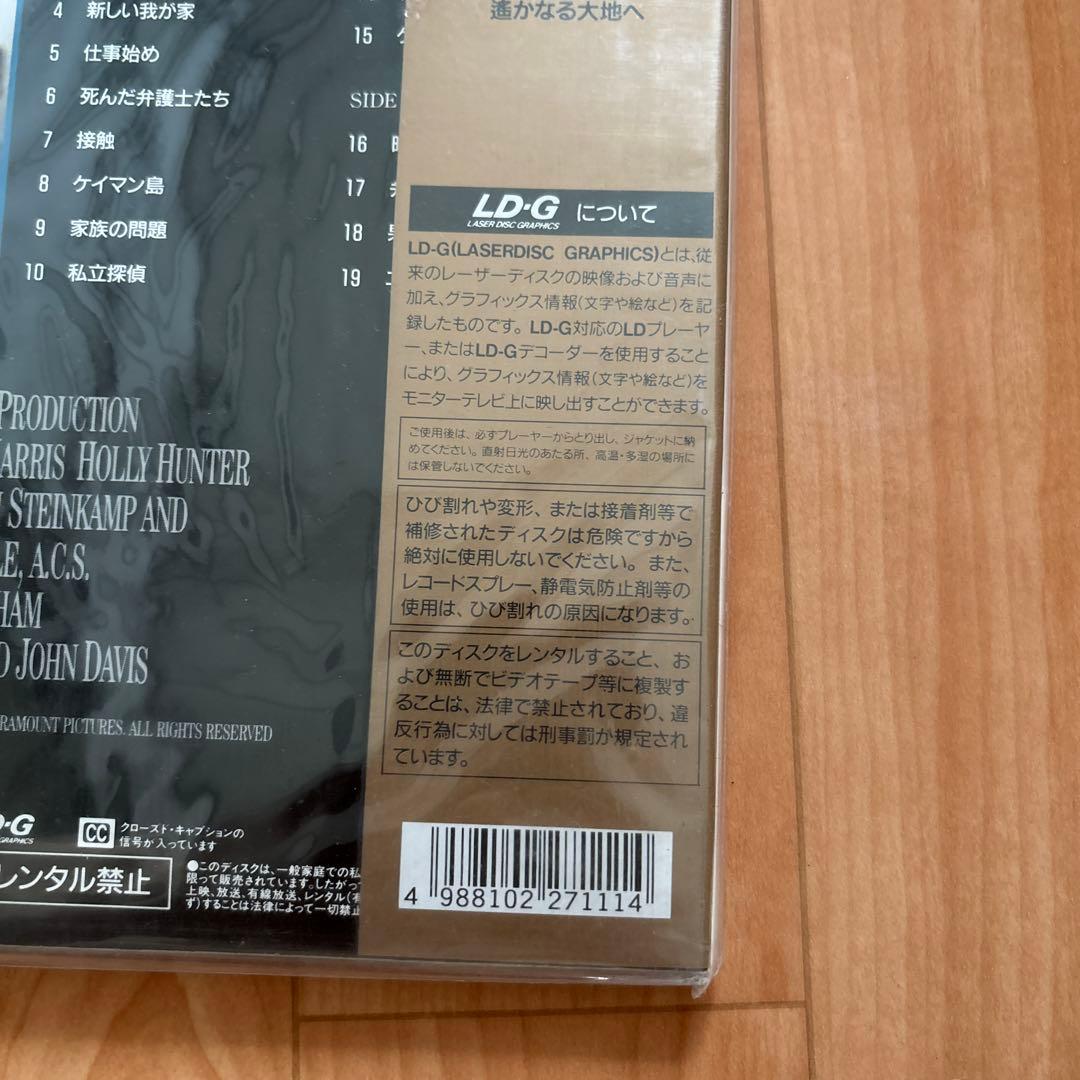 4 新しい我が家
5 仕事始め
6 死んだ弁護士たち
7 接触
8 ケイマン島
9 家族の問題
10 私立探偵
15
SIDE
16
17
18
19
PRODUCTION
HARRIS HOLLY HUNTER
STEINKAMP AND
LE, A.C.S.
HAM
D JOHN DAVIS
PARAMOUNT PICTURES. ALL RIGHTS RESERVED
CC クローズト・キャプションの
信号が入っています
レンタル禁止
●このディスクは、一般家庭での私
限って販売されています。したがって
上映、放送、有線放送、レンタル(有
ず)することは法律によって一切禁止
遙かなる大地へ
LD-G について
LASER DISC GRAPHICS
LD-G(LASERDISC GRAPHICS)とは、従
来のレーザーディスクの映像および音声に
加え、グラフィックス情報(文字や絵など)を記
録したものです。LD-G対応のLDプレーヤ
ー、またはLD-Gデコーダーを使用すること
により、グラフィックス情報(文字や絵など)を
モニターテレビ上に映し出すことができます。
ご使用後は、必ずプレーヤーからとり出し、ジャケットに納
めてください。直射日光のあたる所、高温・多湿の場所に
は保管しないでください。
ひび割れや変形、または接着剤等で
補修されたディスクは危険ですから
絶対に使用しないでください。また、
レコードスプレー、静電気防止剤等の
使用は、ひび割れの原因になります。
このディスクをレンタルすること、お
よび無断でビデオテープ等に複製す
ることは、法律で禁止されており、違
反行為に対しては刑事罰が規定され
ています。
4 988102 271114